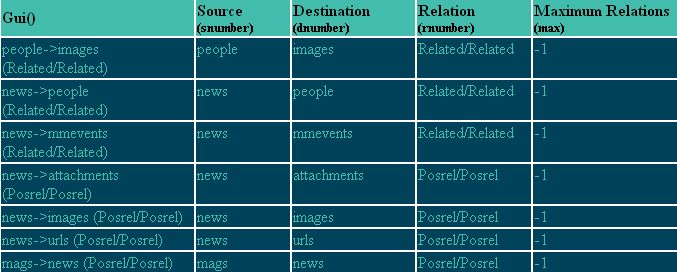 Gui() Source Destination Relation Maximum Relations
(snumber) (dnumber) (rnumber) (max)
people->images people images Related/Related -1
(Related/Related)
news->people news people Related/Related -1
(Related/Related)
news->mmevents news mmevents Related/Related -1
(Related/Related)
news->attachments news attachments Posrel/Posrel -1
(Posrel/Posrel)
news->images (Posrel/Posrel) news images Posrel/Posrel -1
news->urls (Posrel/Posrel) news urls Posrel/Posrel -1
mags->news (Posrel/Posrel) mags news Posrel/Posrel -1